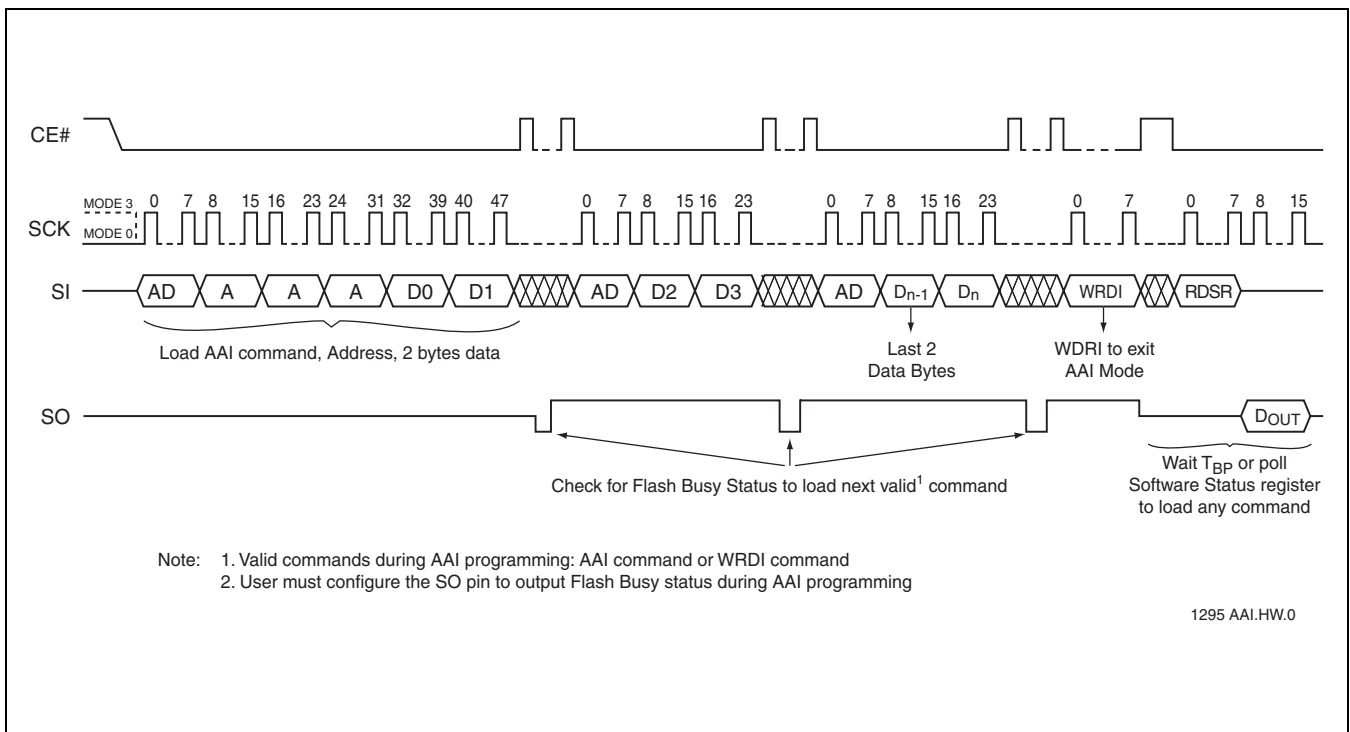 CE#
MODE 3
MODE 0
SCK
0 7 8 15 16 23 24 31 32 39 40 47 0 7 8 15 16 23 0 7 8 15 16 23 0 7 0 7 8 15
SI
AD A A A D0 D1 AD D2 D3 AD Dn-1 Dn WRDI RDSR
Load AAI command, Address, 2 bytes data
Last 2
Data Bytes
WDRI to exit
AAI Mode
SO
DOUT
Check for Flash Busy Status to load next valid1 command
Wait TBP or poll
Software Status register
to load any command
Note: 1. Valid commands during AAI programming: AAI command or WRDI command
2. User must configure the SO pin to output Flash Busy status during AAI programming
1295 AAI.HW.0